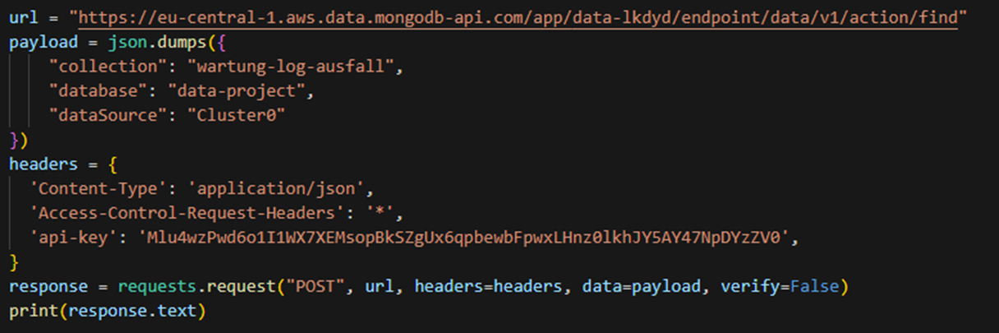 url = "https://eu-central-1.aws.data.mongodb-api.com/app/data-lkdyd/endpoint/data/v1/action/find"
payload = json.dumps({
    "collection": "wartung-log-ausfall",
    "database": "data-project",
    "dataSource": "Cluster0"
})
headers = {
  'Content-Type': 'application/json',
  'Access-Control-Request-Headers': '*',
  'api-key': 'Mlu4wzPwd6o1I1WX7XEMsopBkSZgUx6qpbewbFpwxLHnz0lkhJY5AY47NpDYzZV0',
}
response = requests.request("POST", url, headers=headers, data=payload, verify=False)
print(response.text)